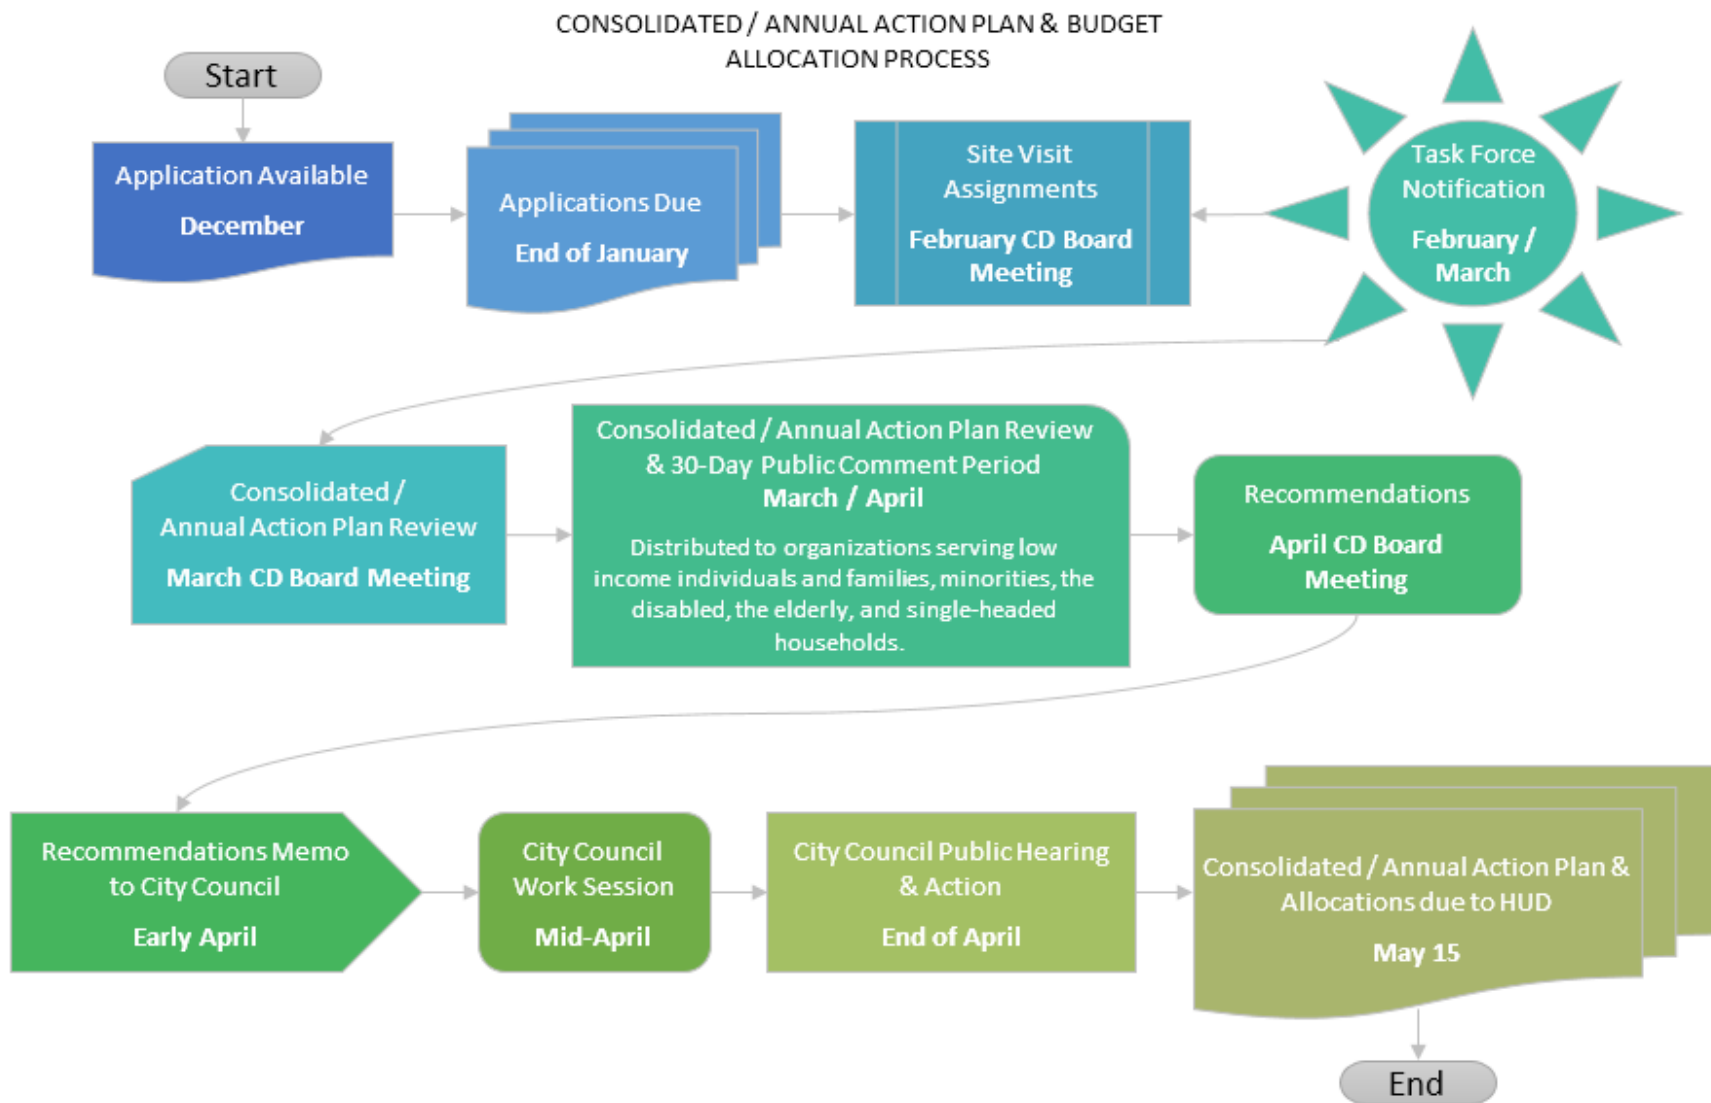 CONSOLIDATED / ANNUAL ACTION PLAN & BUDGET
ALLOCATION PROCESS
Start
Application Available
December
Applications Due
End of January
Site Visit
Assignments
February CD Board
Meeting
Task Force
Notification
February /
March
Consolidated /
Annual Action Plan Review
March CD Board Meeting
Consolidated / Annual Action Plan Review
& 30-Day Public Comment Period
March / April
Distributed to organizations serving low
income individuals and families, minorities, the
disabled, the elderly, and single-headed
households.
Recommendations
April CD Board
Meeting
Recommendations Memo
to City Council
Early April
City Council
Work Session
Mid-April
City Council Public Hearing
& Action
End of April
Consolidated / Annual Action Plan &
Allocations due to HUD
May 15
End